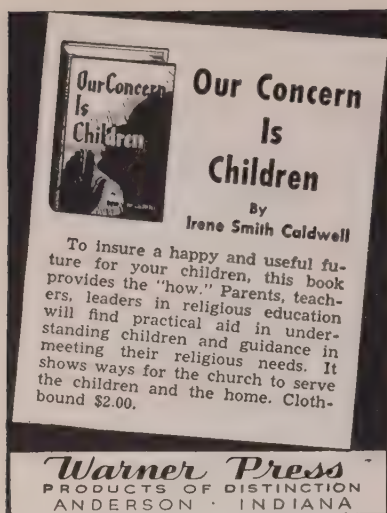 Our Concern
Is
Children
Our Concern
Is
Children
By
Irene Smith Caldwell
To insure a happy and useful fu-
ture for your children, this book
provides the "how." Parents, teach-
ers, leaders in religious education
will find practical aid in under-
standing children and guidance in
meeting their religious needs. It
shows ways for the church to serve
the children and the home. Cloth-
bound $2.00.
Warner Press
PRODUCTS OF DISTINCTION
ANDERSON · INDIANA